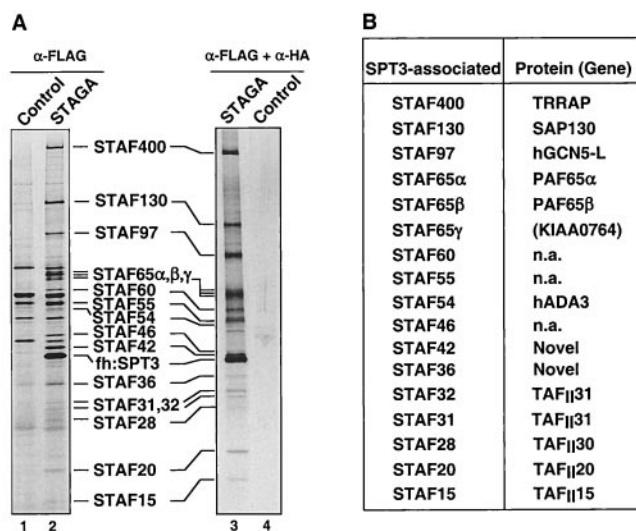 A
α-FLAG
Control
STAGA
α-FLAG + α-HA
STAGA
Control
STAF400
STAF130
STAF97
STAF65α,β,γ
STAF60
STAF55
STAF54
STAF46
STAF42
fh:SPT3
STAF36
STAF31,32
STAF28
STAF20
STAF15
1 2 3 4
B
SPT3-associated Protein (Gene)
STAF400 TRRAP
STAF130 SAP130
STAF97 hGCN5-L
STAF65α PAF65α
STAF65β PAF65β
STAF65γ (KIAA0764)
STAF60 n.a.
STAF55 n.a.
STAF54 hADA3
STAF46 n.a.
STAF42 Novel
STAF36 Novel
STAF32 TAFII31
STAF31 TAFII31
STAF28 TAFII30
STAF20 TAFII20
STAF15 TAFII15